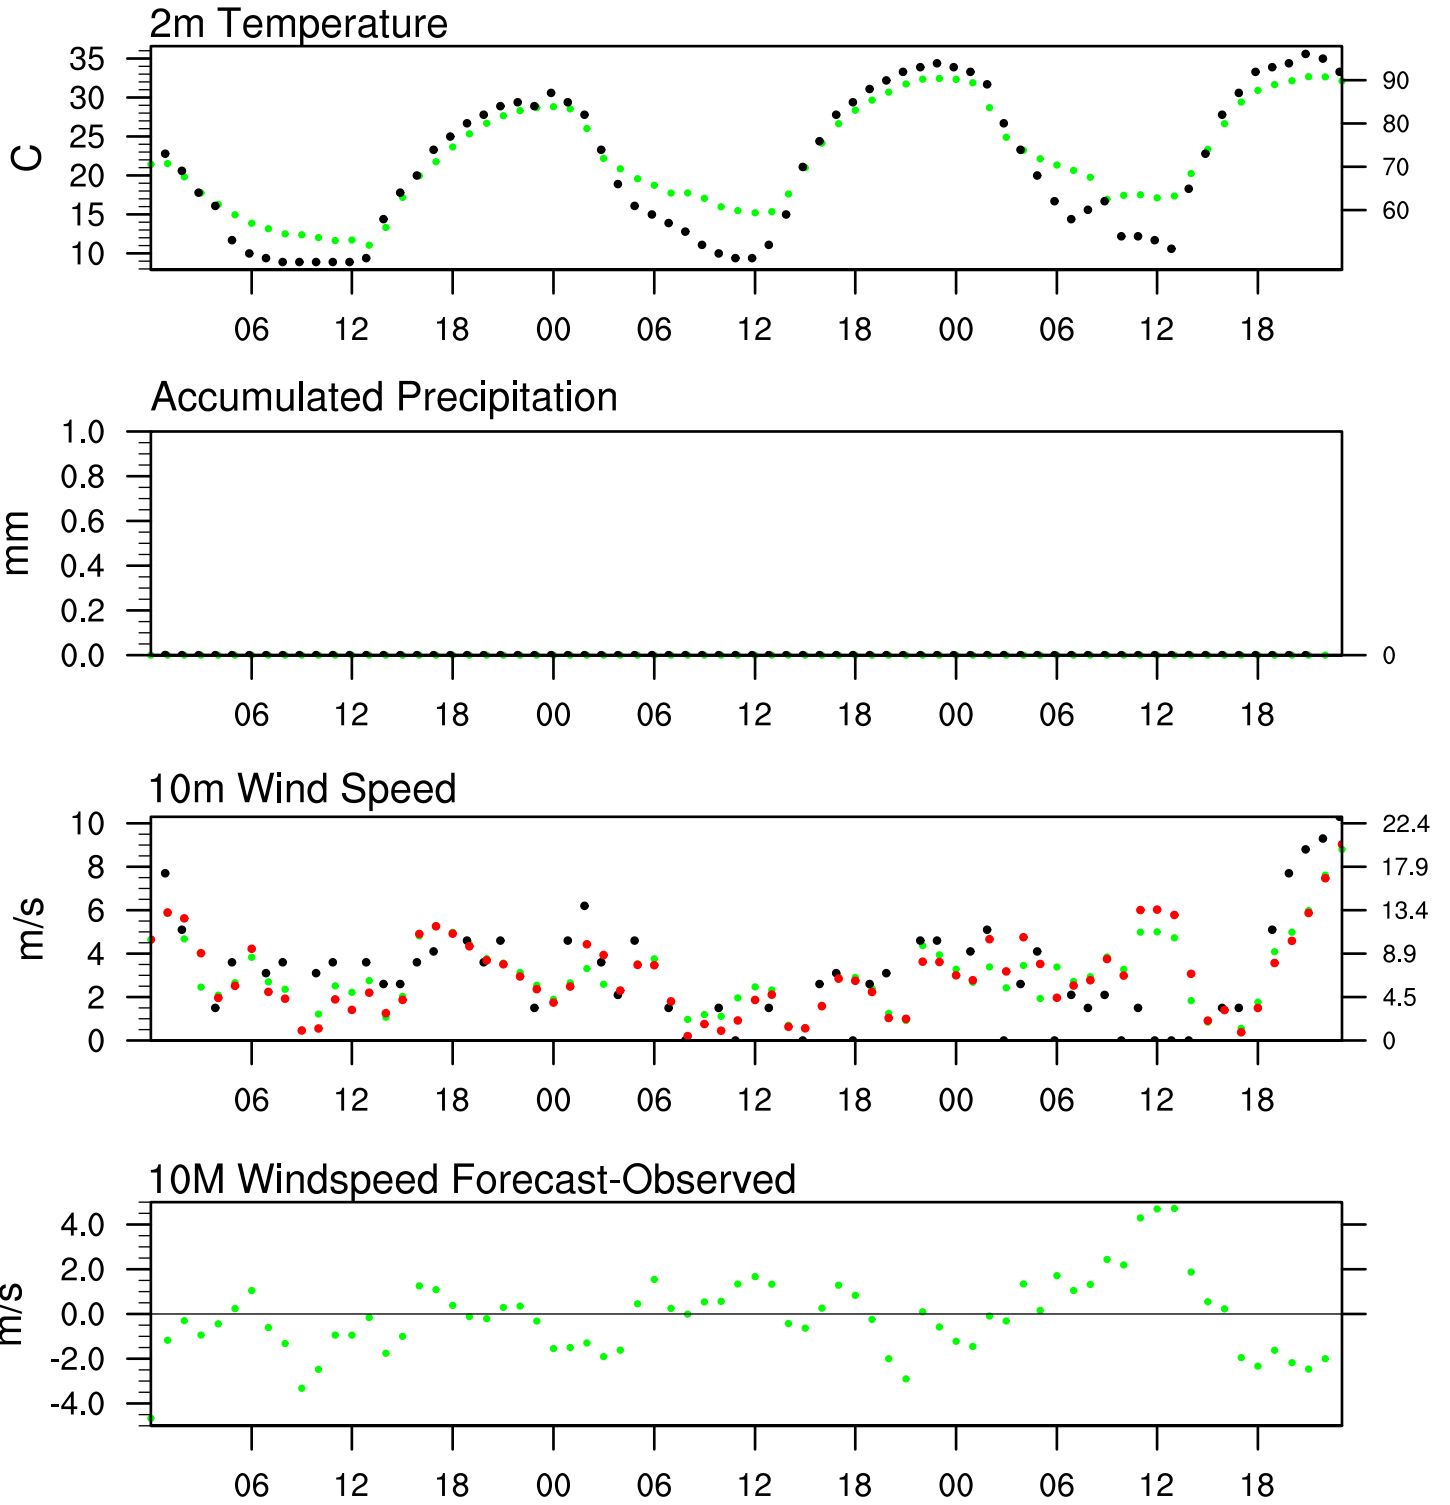 2m Temperature
35
30
25
20
15
10
C
90
80
70
60
06 12 18 00 06 12 18 00 06 12 18
Accumulated Precipitation
1.0
0.8
0.6
0.4
0.2
0.0
mm
0
06 12 18 00 06 12 18 00 06 12 18
10m Wind Speed
10
8
6
4
2
0
m/s
22.4
17.9
13.4
8.9
4.5
0
06 12 18 00 06 12 18 00 06 12 18
10M Windspeed Forecast-Observed
4.0
2.0
0.0
-2.0
-4.0
m/s
06 12 18 00 06 12 18 00 06 12 18